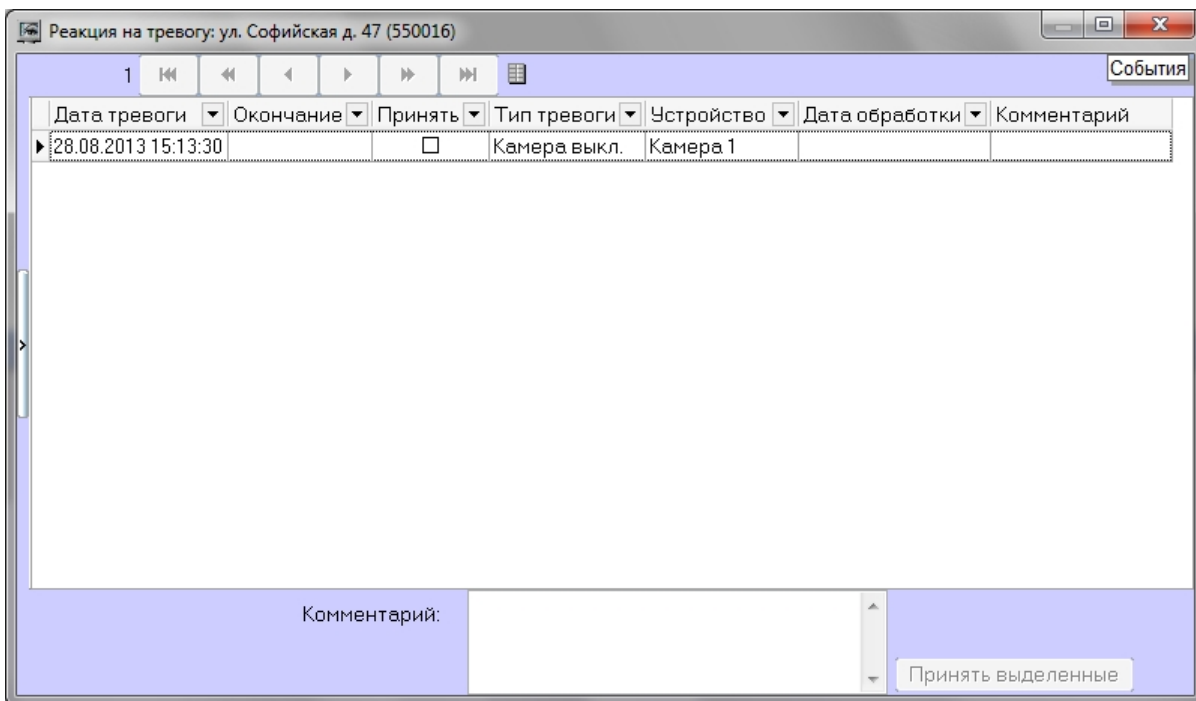 Реакция на тревогу: ул. Софийская д. 47 (550016)
1
События
Дата тревоги Окончание Принять Тип тревоги Устройство Дата обработки Комментарий
28.08.2013 15:13:30 Камера выкл. Камера 1
Комментарий:
Принять выделенные